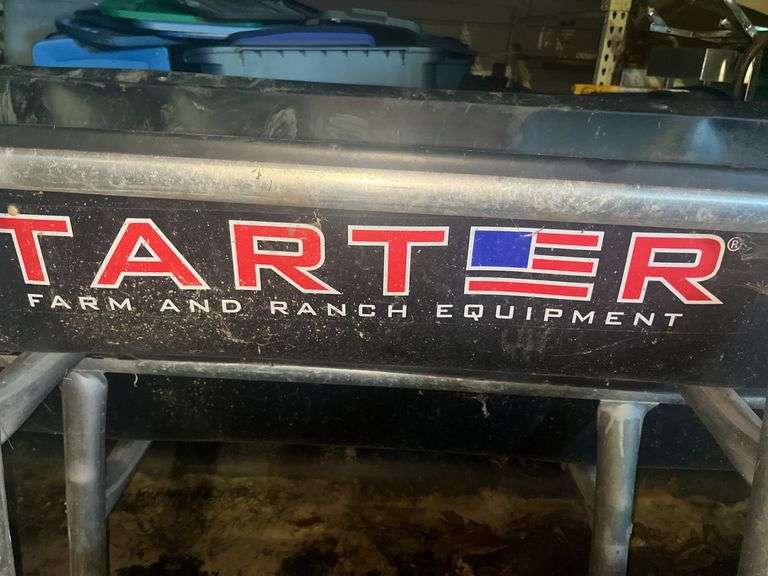 TARTER®
FARM AND RANCH EQUIPMENT